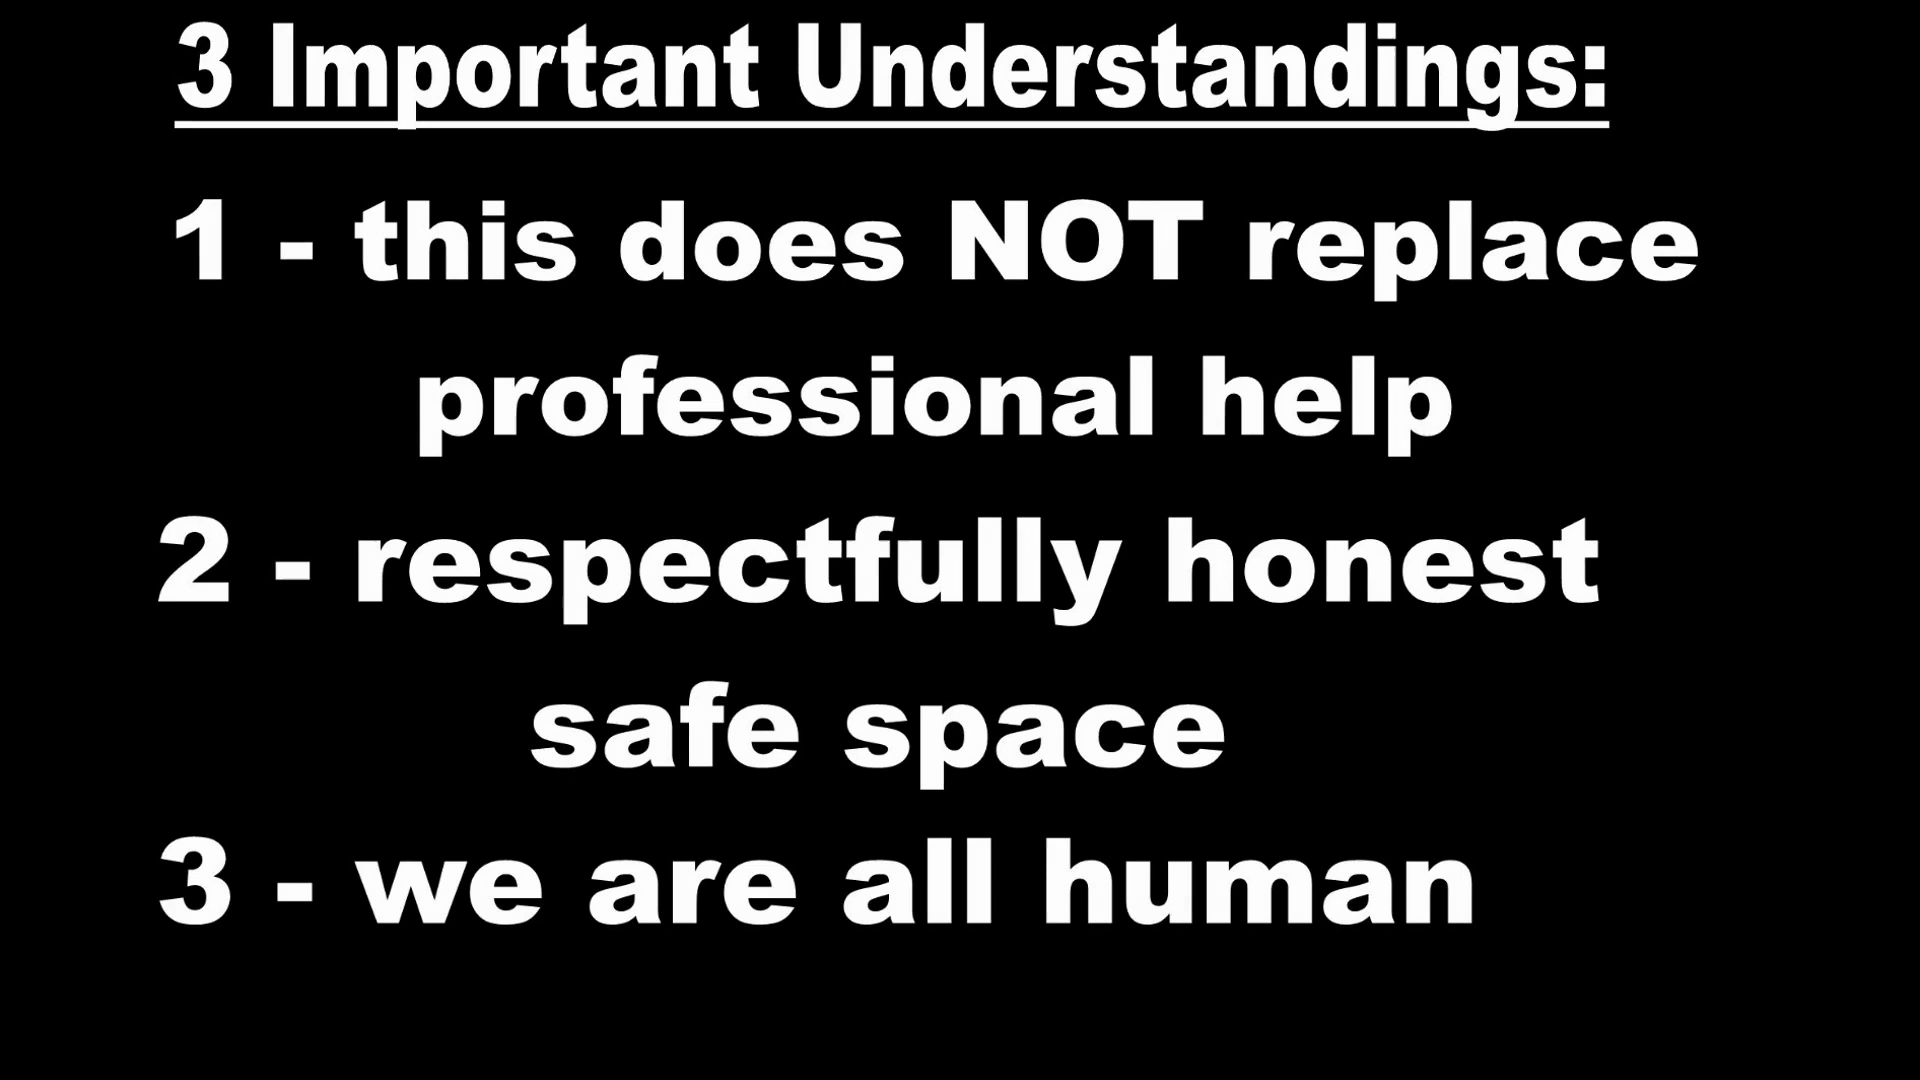 3 Important Understandings:
1 - this does NOT replace
professional help
2 - respectfully honest
safe space
3 - we are all human